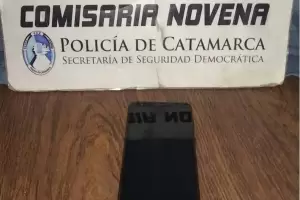 COMISARIA NOVENA
POLICÍA DE CATAMARCA
SECRETARÍA DE SEGURIDAD DEMOCRÁTICA